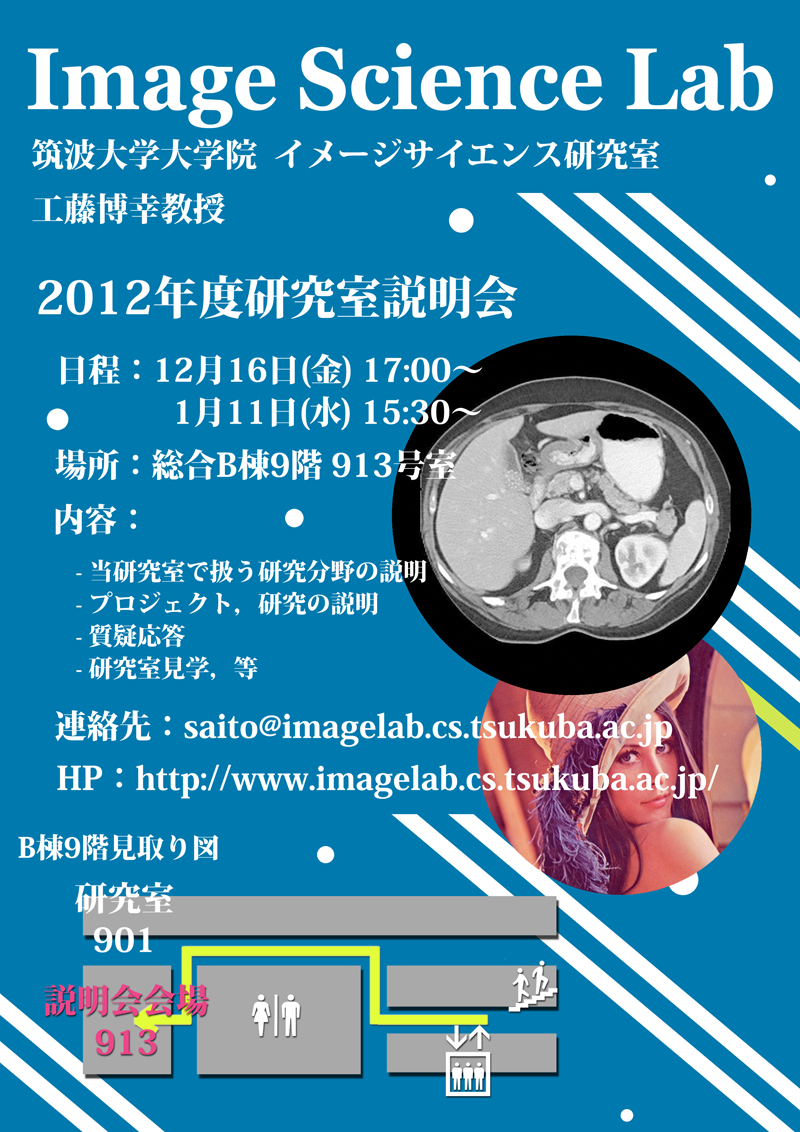 Image Science Lab
筑波大学大学院 イメージサイエンス研究室
工藤博幸教授
2012年度研究室説明会
日程：12月16日(金) 17:00～
1月11日(水) 15:30～
場所：総合B棟9階 913号室
内容：
- 当研究室で扱う研究分野の説明
- プロジェクト，研究の説明
- 質疑応答
- 研究室見学，等
連絡先：saito@imagelab.cs.tsukuba.ac.jp
HP：http://www.imagelab.cs.tsukuba.ac.jp/
B棟9階見取り図
研究室
901
説明会会場
913